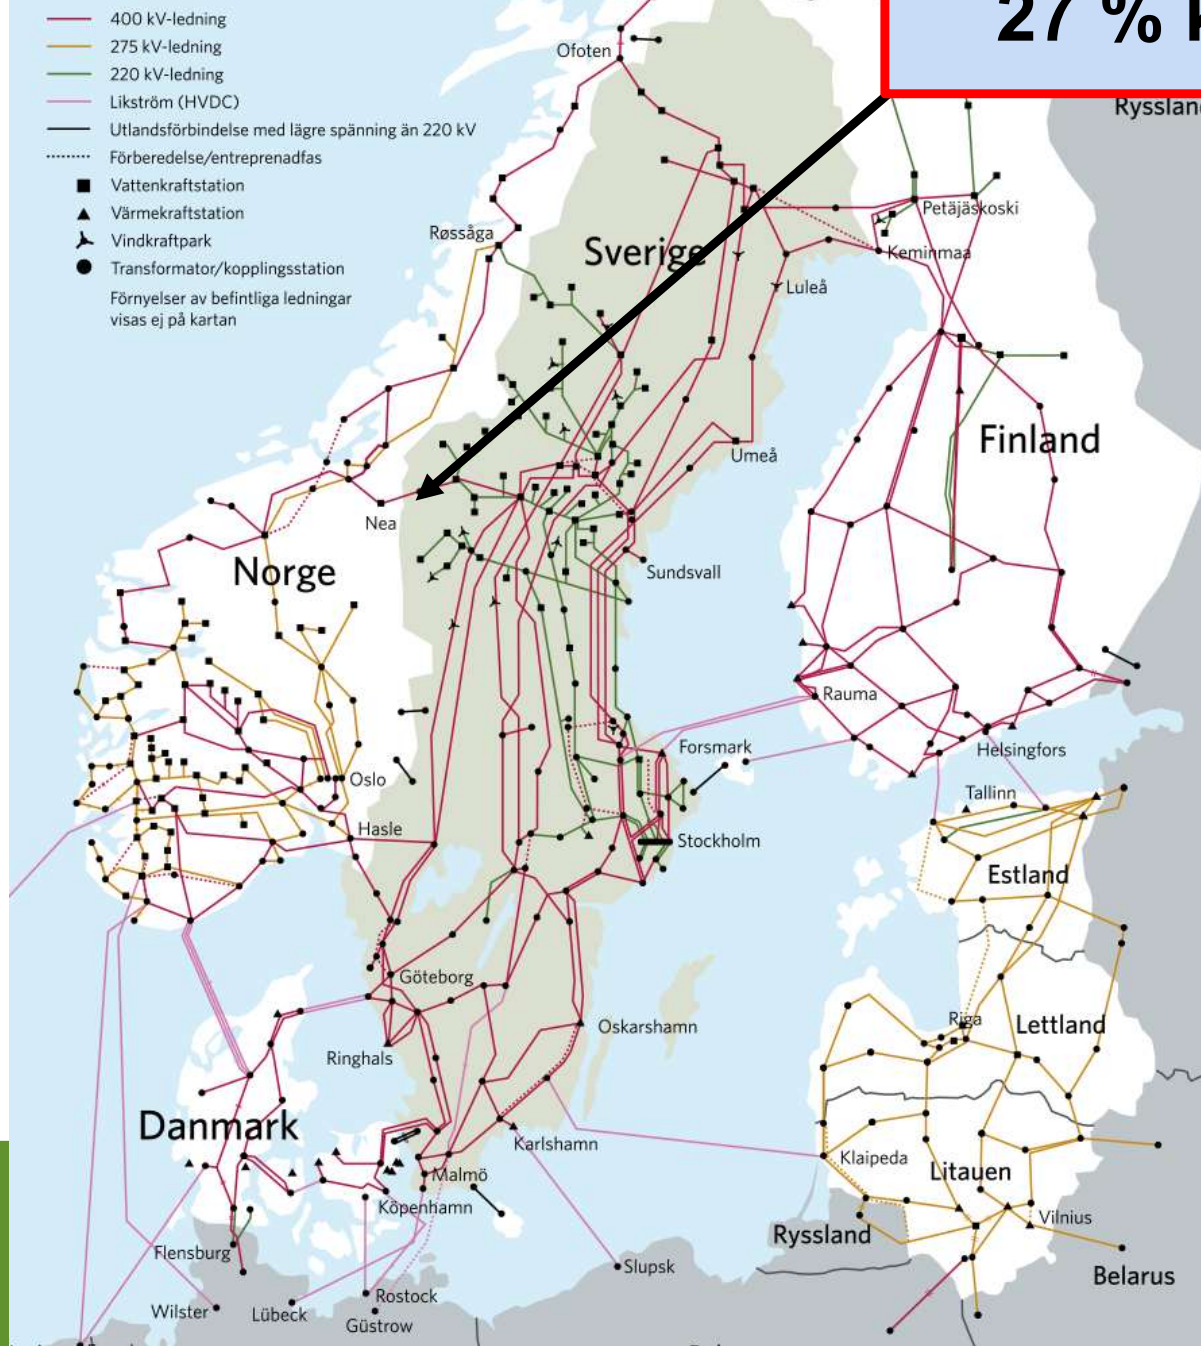 27 %
400 kV-ledning
275 kV-ledning
220 kV-ledning
Likström (HVDC)
Utlandsförbindelse med lägre spänning än 220 kV
Förberedelse/entreprenadfas
Vattenkraftstation
Värmekraftstation
Vindkraftpark
Transformator/kopplingsstation
Förnyelser av befintliga ledningar
visas ej på kartan
Ofoten
Petäjäskoski
Røssåga
Sverige
Keminmaa
Luleå
Finland
Umeå
Nea
Norge
Sundsvall
Rauma
Forsmark
Helsingfors
Oslo
Tallinn
Hasle
Stockholm
Estland
Göteborg
Oskarshamn
Riga
Lettland
Ringhals
Danmark
Karlshamn
Klaipeda
Litauen
Malmö
Köpenhamn
Vilnius
Ryssland
Flensburg
Slupsk
Belarus
Rostock
Wilster
Lübeck
Güstrow